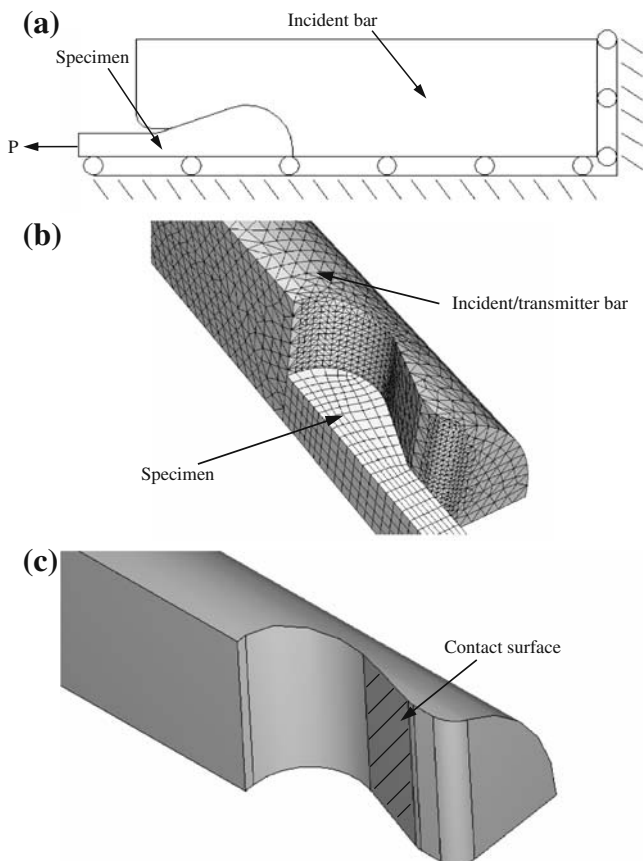 (a)
Incident bar
Specimen
P
(b)
Incident/transmitter bar
Specimen
(c)
Contact surface